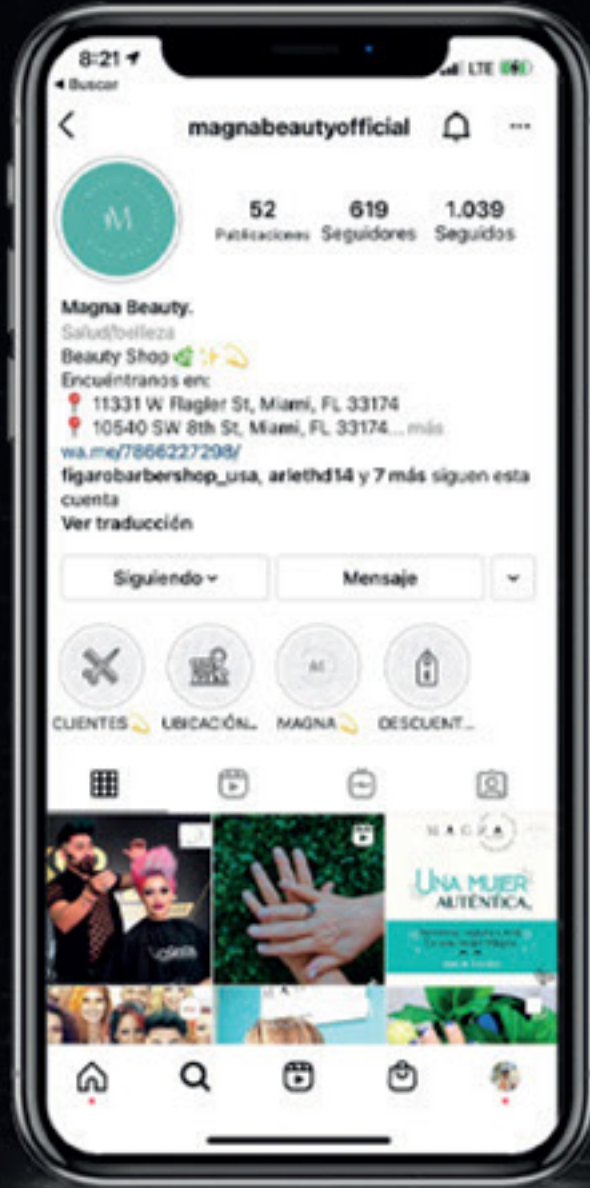 8:21
LTE
Buscar
magnabeautyofficial
M
52 619 1.039
Publicaciones Seguidores Seguidos
Magna Beauty.
Salud/belleza
Beauty Shop
Encuéntranos en:
11331 W Flagler St, Miami, FL 33174
10540 SW 8th St, Miami, FL 33174... más
wa.me/7866227298/
figarobarbershop_usa, arlethd14 y 7 más siguen esta
cuenta
Ver traducción
Siguiendo Mensaje
CLIENTES UBICACIÓN... MAGNA DESCUENT...
MAGNA
UNA MUJER
AUTÉNTICA,